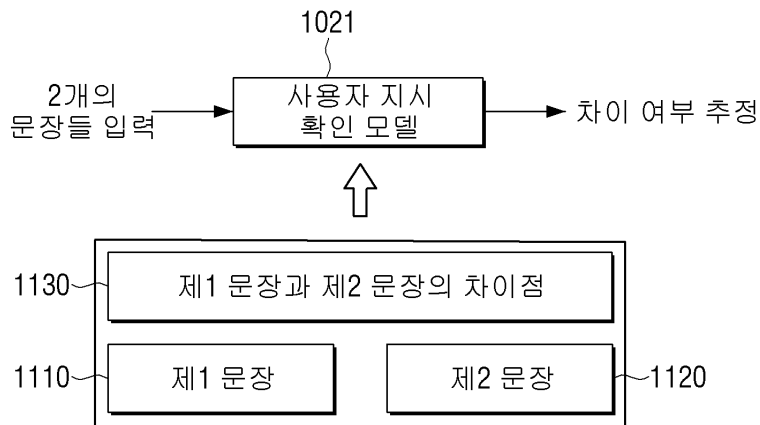 1021
2개의
문장들 입력
사용자 지시
확인 모델
차이 여부 추정
1130
제1 문장과 제2 문장의 차이점
1110
제1 문장
제2 문장
1120